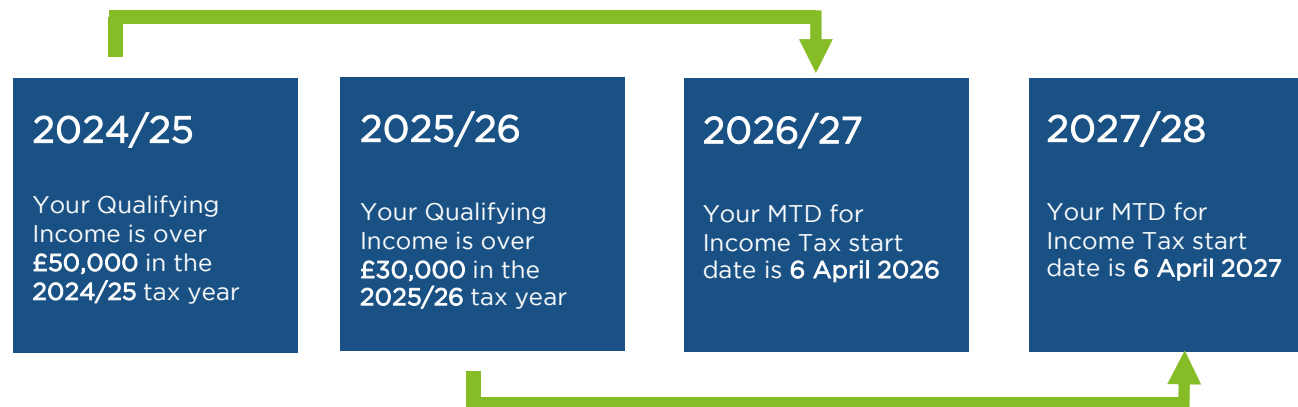 2024/25
Your Qualifying
Income is over
£50,000 in the
2024/25 tax year
2025/26
Your Qualifying
Income is over
£30,000 in the
2025/26 tax year
2026/27
Your MTD for
Income Tax start
date is 6 April 2026
2027/28
Your MTD for
Income Tax start
date is 6 April 2027